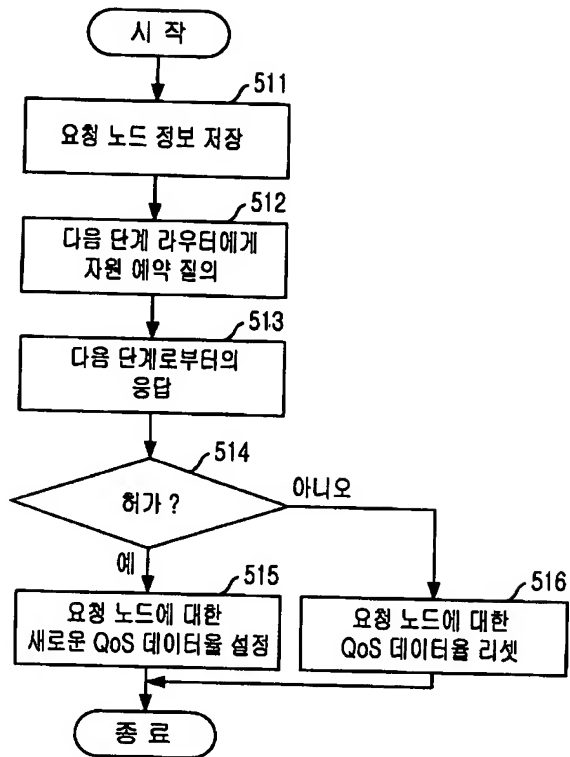 시 작
511
요청 노드 정보 저장
512
다음 단계 라우터에게
자원 예약 질의
513
다음 단계로부터의
응답
514
허가 ?
아니오
예
515
요청 노드에 대한
새로운 QoS 데이터율 설정
516
요청 노드에 대한
QoS 데이터율 리셋
종 료